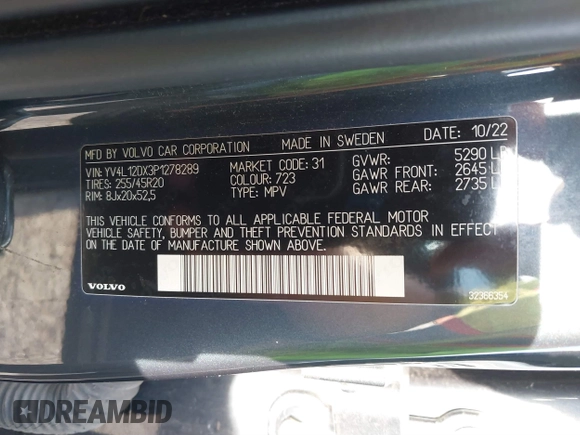 MFD BY VOLVO CAR CORPORATION MADE IN SWEDEN DATE: 10/22
VIN: YV4L12DX3P1278289 MARKET CODE: 31 GVWR: 5290 LB
TIRES: 255/45R20 COLOUR: 723 GAWR FRONT: 2645 LB
RIM: 8Jx20x52,5 TYPE: MPV GAWR REAR: 2735 LB
THIS VEHICLE CONFORMS TO ALL APPLICABLE FEDERAL MOTOR
VEHICLE SAFETY, BUMPER AND THEFT PREVENTION STANDARDS IN EFFECT
ON THE DATE OF MANUFACTURE SHOWN ABOVE.
VOLVO 32366354
DREAMBID